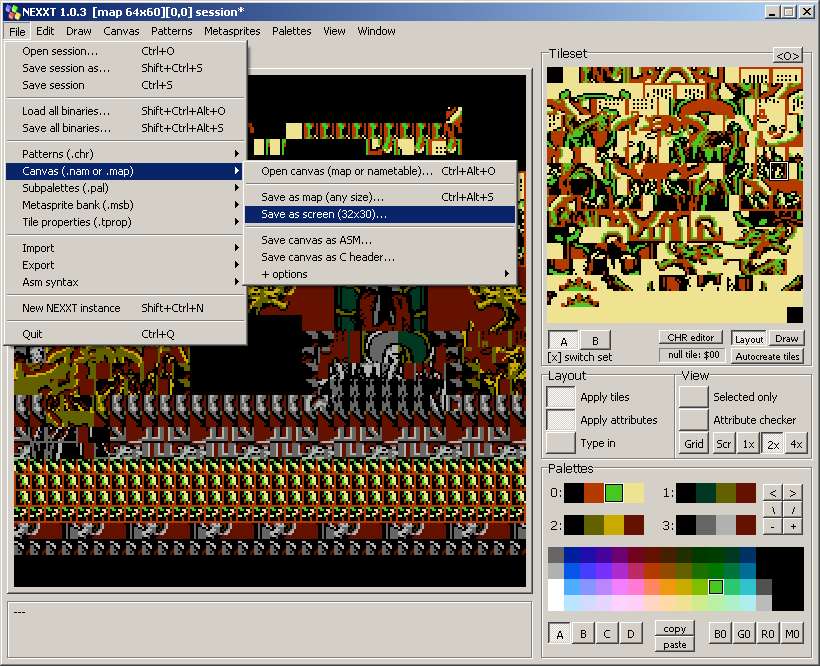 NEXXT 1.0.3 [map 64x60][0,0] session*
File Edit Draw Canvas Patterns Metasprites Palettes View Window
Open session... Ctrl+O
Save session as... Shift+Ctrl+S
Save session Ctrl+S
Load all binaries... Shift+Ctrl+Alt+O
Save all binaries... Shift+Ctrl+Alt+S
Patterns (.chr)
Canvas (.nam or .map)
Subpalettes (.pal)
Metasprite bank (.msb)
Tile properties (.tprop)
Import
Export
Asm syntax
New NEXXT instance Shift+Ctrl+N
Quit Ctrl+Q
Open canvas (map or nametable)... Ctrl+Alt+O
Save as map (any size)... Ctrl+Alt+S
Save as screen (32x30)...
Save canvas as ASM...
Save canvas as C header...
+ options
---
Tileset
<O>
A B
[x] switch set
CHR editor
null tile: $00
Layout Draw
Autocreate tiles
Layout
Apply tiles
Apply attributes
Type in
View
Selected only
Attribute checker
Grid Scr 1x 2x 4x
Palettes
0: 1: < >
\ /
2: 3: - +
A B C D
copy
paste
B0 G0 R0 M0